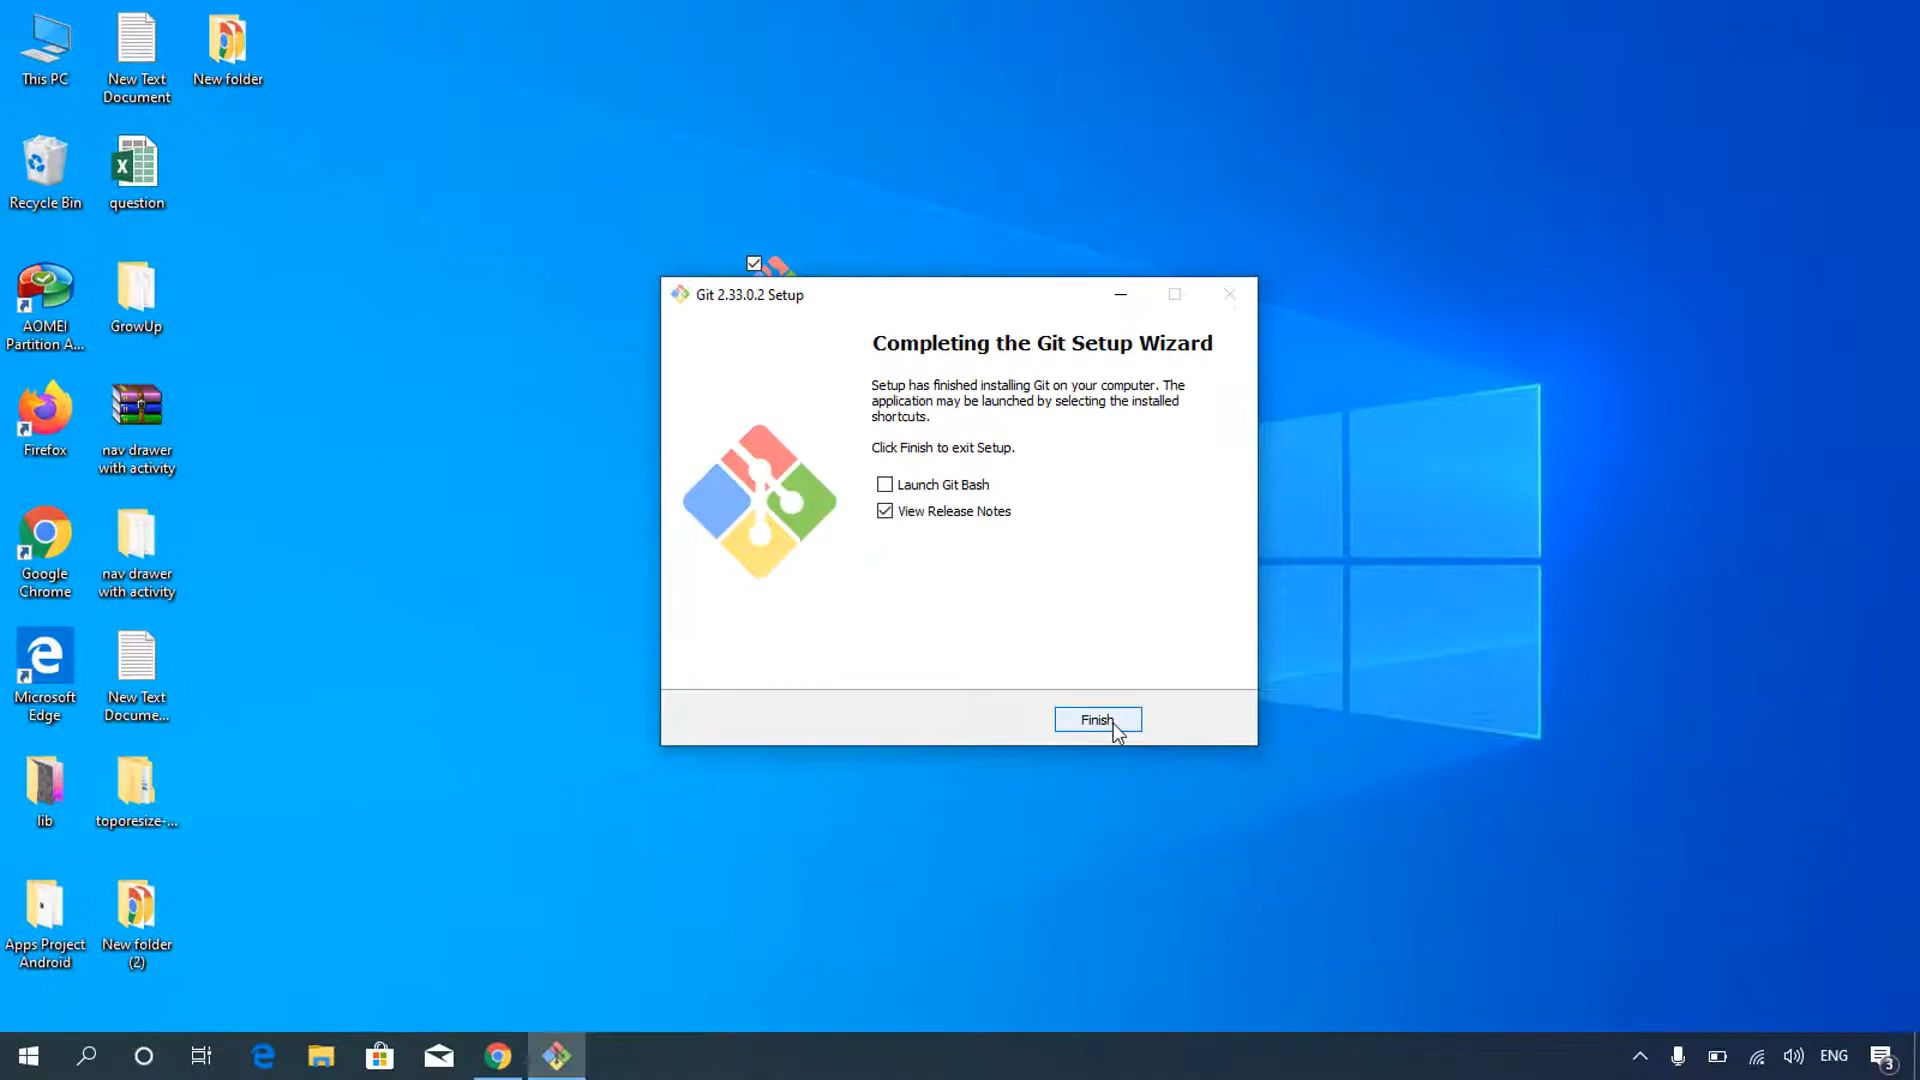 This PC
New Text
Document
New folder
Recycle Bin
question
AOMEI
Partition A...
GrowUp
Firefox
nav drawer
with activity
Google
Chrome
nav drawer
with activity
Microsoft
Edge
New Text
Docume...
lib
toporesize-...
Apps Project
Android
New folder
(2)
Git 2.33.0.2 Setup
Completing the Git Setup Wizard
Setup has finished installing Git on your computer. The
application may be launched by selecting the installed
shortcuts.
Click Finish to exit Setup.
Launch Git Bash
View Release Notes
Finish
ENG
3